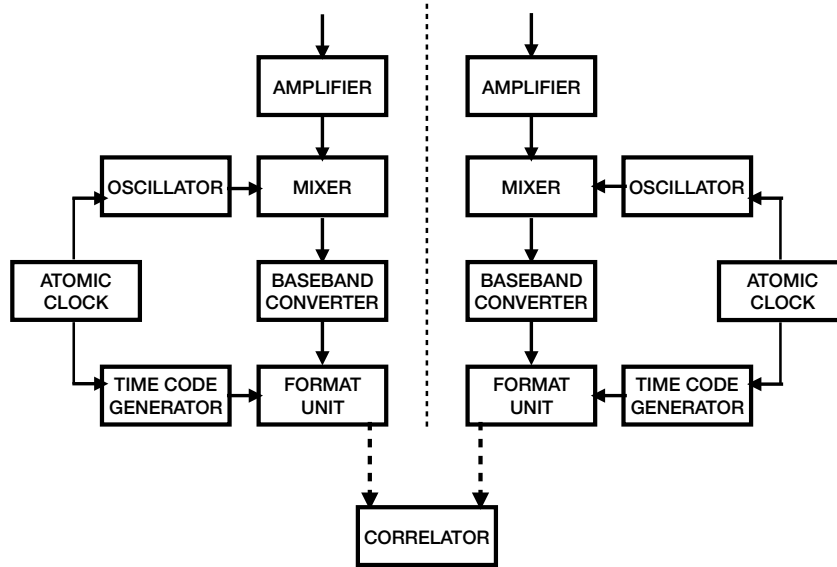 AMPLIFIER
AMPLIFIER
OSCILLATOR
MIXER
MIXER
OSCILLATOR
ATOMIC
CLOCK
BASEBAND
CONVERTER
BASEBAND
CONVERTER
ATOMIC
CLOCK
TIME CODE
GENERATOR
FORMAT
UNIT
FORMAT
UNIT
TIME CODE
GENERATOR
CORRELATOR